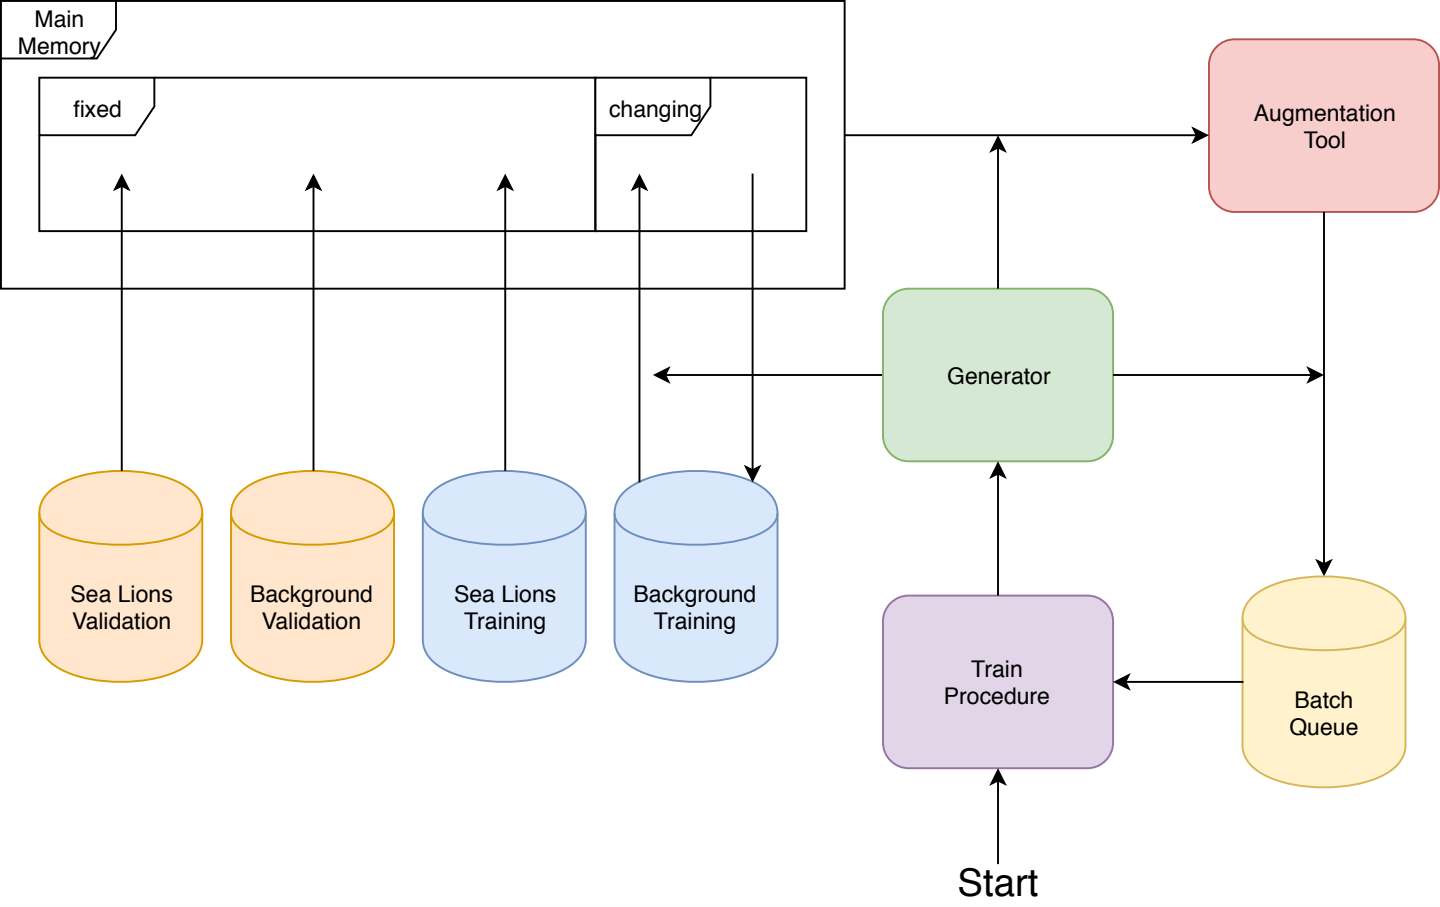 Main
Memory
fixed
changing
Augmentation
Tool
Generator
Sea Lions
Validation
Background
Validation
Sea Lions
Training
Background
Training
Train
Procedure
Batch
Queue
Start